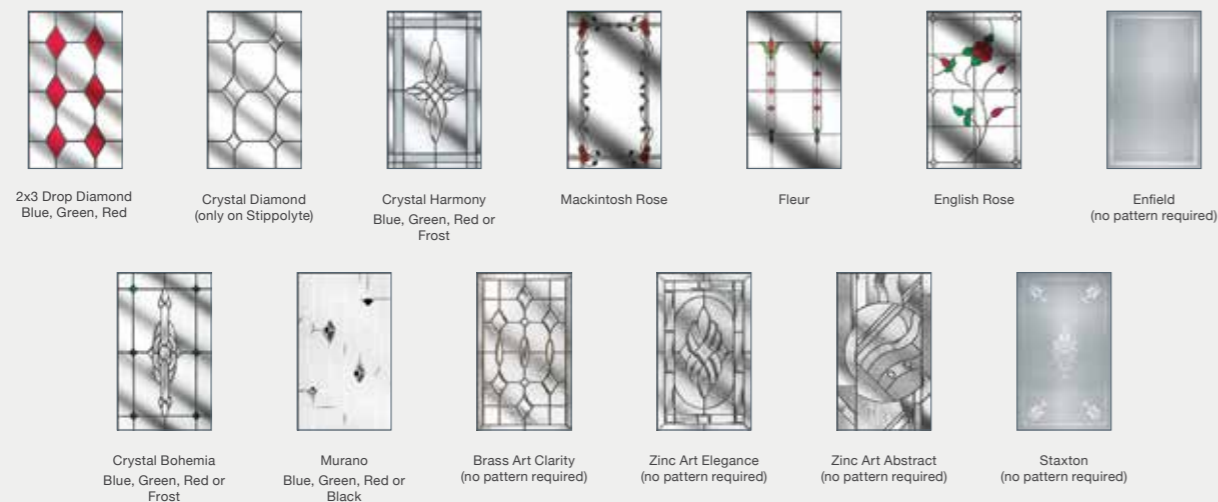 2x3 Drop Diamond
Blue, Green, Red
Crystal Diamond
(only on Stippolyte)
Crystal Harmony
Blue, Green, Red or
Frost
Mackintosh Rose
Fleur
English Rose
Enfield
(no pattern required)
Crystal Bohemia
Blue, Green, Red or
Frost
Murano
Blue, Green, Red or
Black
Brass Art Clarity
(no pattern required)
Zinc Art Elegance
(no pattern required)
Zinc Art Abstract
(no pattern required)
Staxton
(no pattern required)